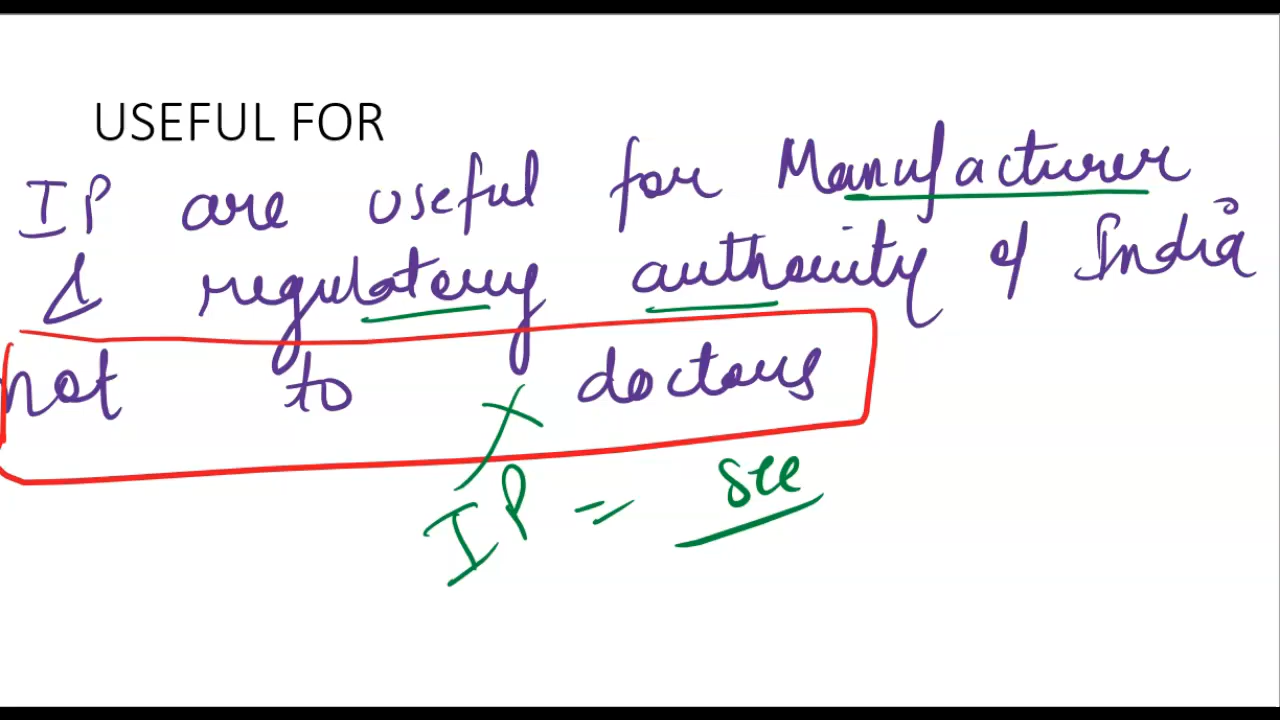 USEFUL FOR
IP are useful for Manufacturer
& regulatory authority of India
not to doctors
IP = see